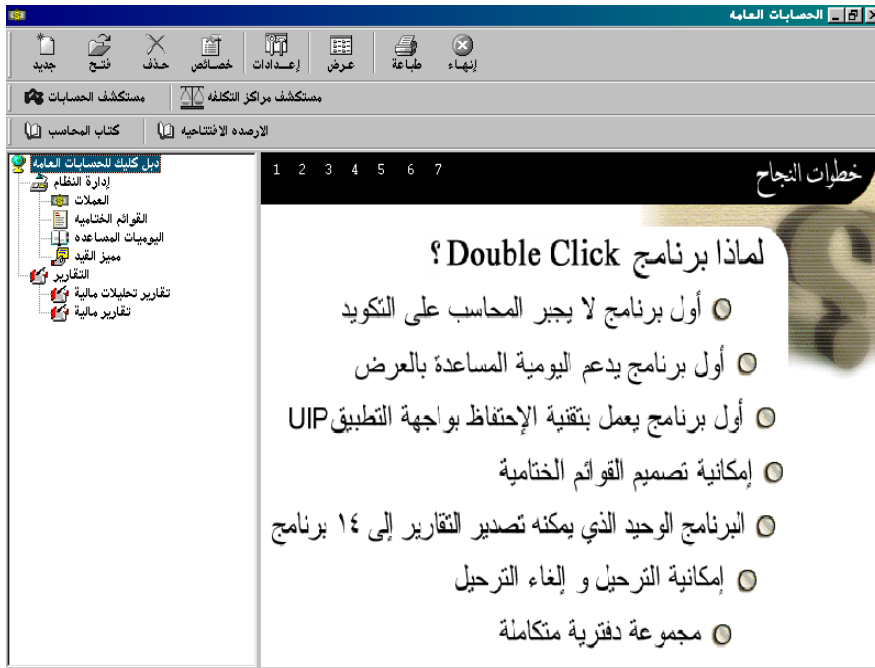 الحسابات العامه
جديد
فتح
حذف
خصائص
إعدادات
عرض
طباعة
إنهاء
مستكشف الحسابات
مستكشف مراكز التكلفه
كتاب المحاسب
الارصده الافتتاحيه
دبل كليك للحسابات العامه
إدارة النظام
العملات
القوائم الختاميه
اليوميات المساعده
مميز القيد
التقارير
تقارير تحليلات مالية
تقارير مالية
1 2 3 4 5 6 7
خطوات النجاح
لماذا برنامج Double Click ؟
أول برنامج لا يجبر المحاسب على التكويد
أول برنامج يدعم اليومية المساعدة بالعرض
أول برنامج يعمل بتقنية الإحتفاظ بواجهة التطبيق UIP
إمكانية تصميم القوائم الختامية
البرنامج الوحيد الذي يمكنه تصدير التقارير إلى ١٤ برنامج
إمكانية الترحيل و إلغاء الترحيل
مجموعة دفترية متكاملة